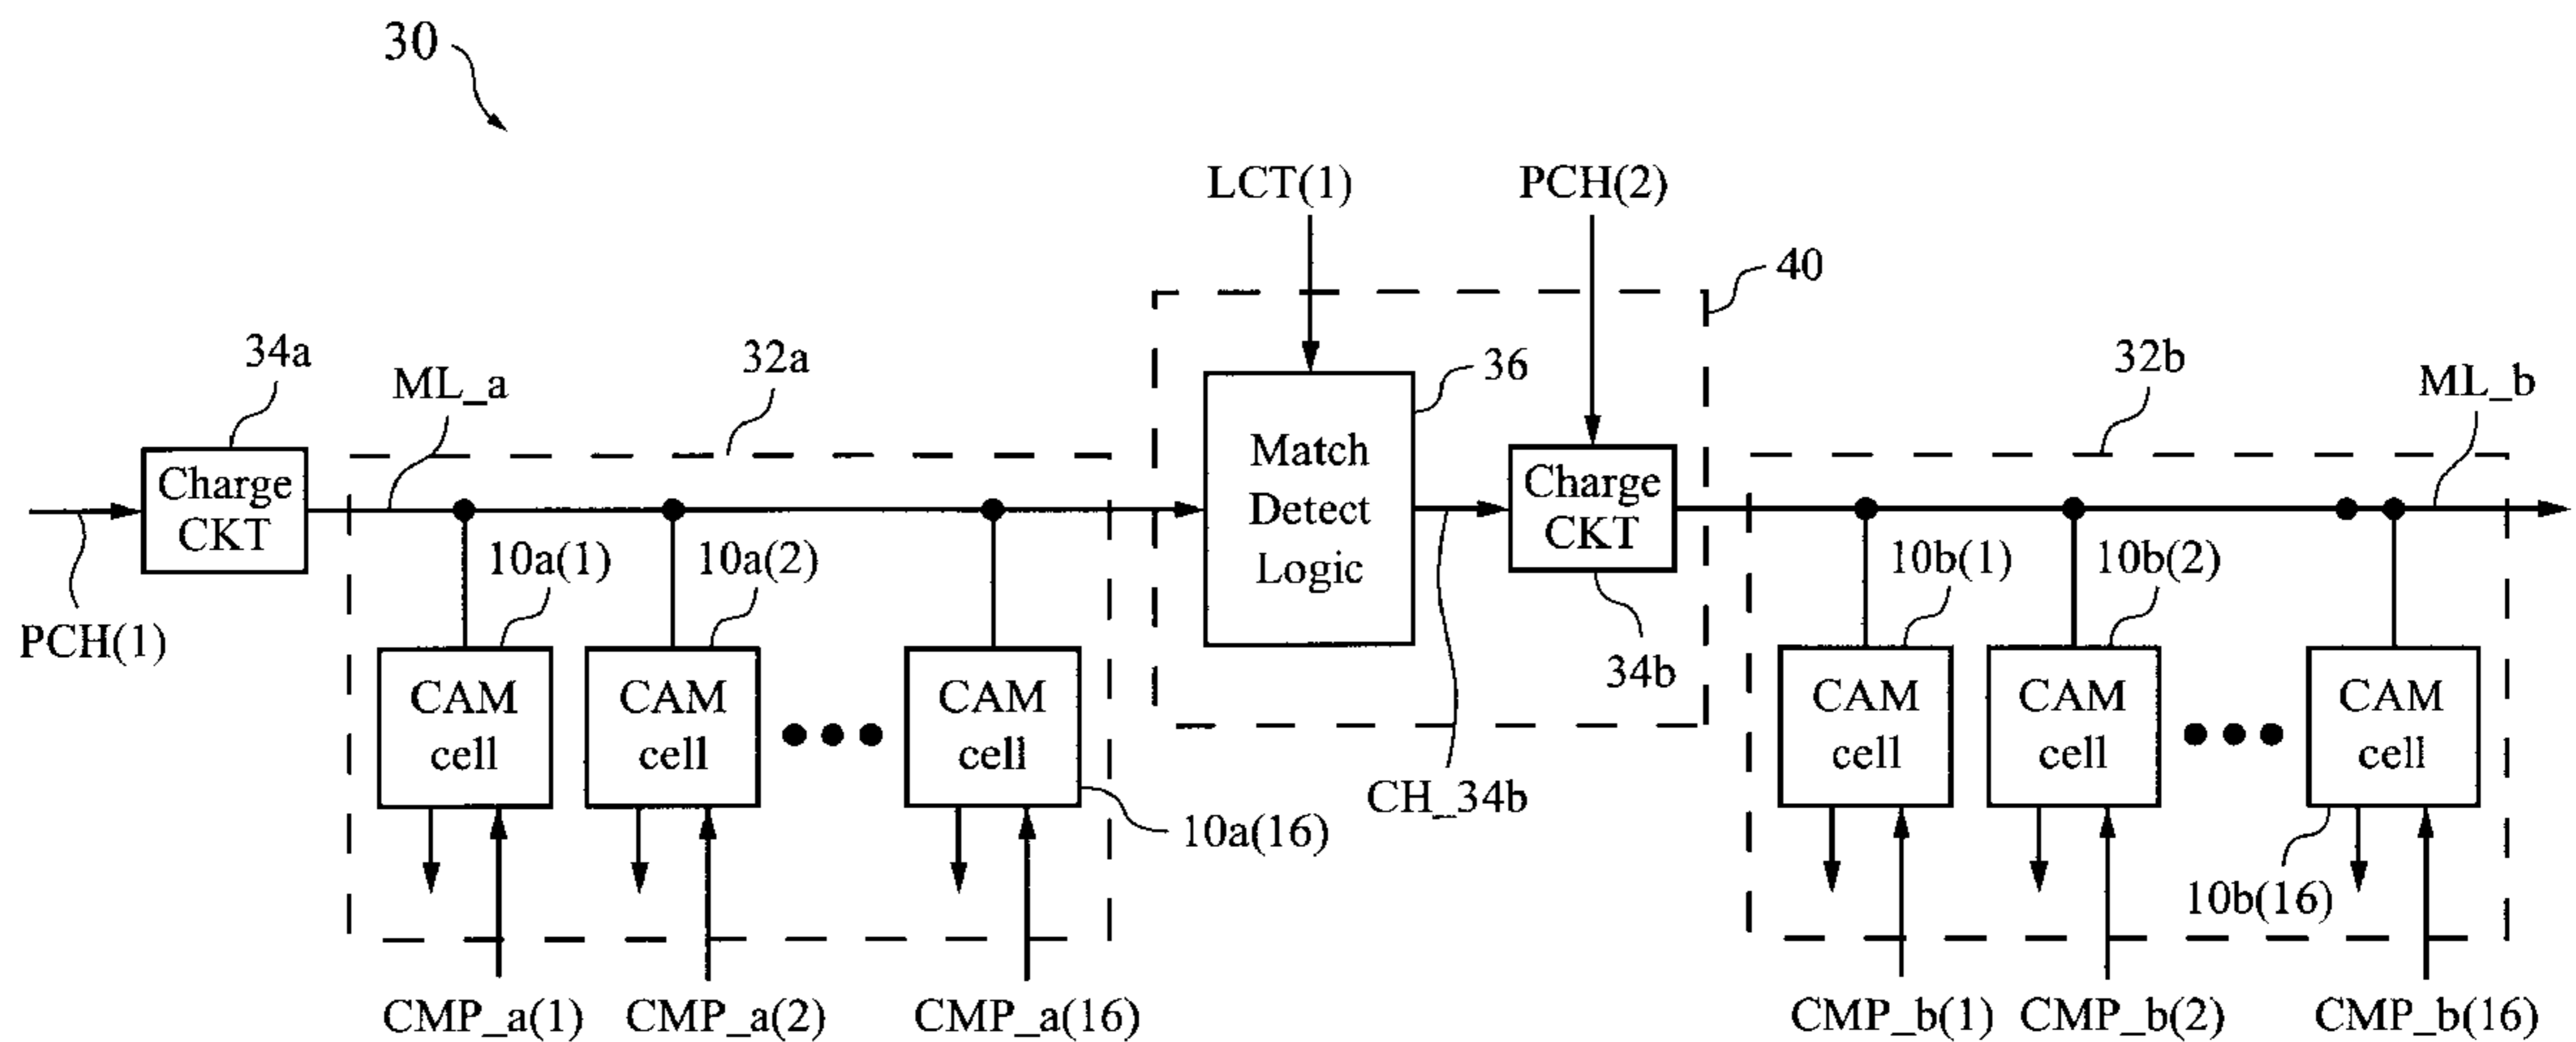 30
LCT(1)
PCH(2)
40
34a
ML_a
32a
36
32b
ML_b
Charge
CKT
Match
Detect
Logic
Charge
CKT
PCH(1)
10a(1)
10a(2)
10b(1)
10b(2)
34b
CAM
cell
CAM
cell
CAM
cell
CAM
cell
CAM
cell
CAM
cell
CH_34b
10a(16)
10b(16)
CMP_a(1)
CMP_a(2)
CMP_a(16)
CMP_b(1)
CMP_b(2)
CMP_b(16)